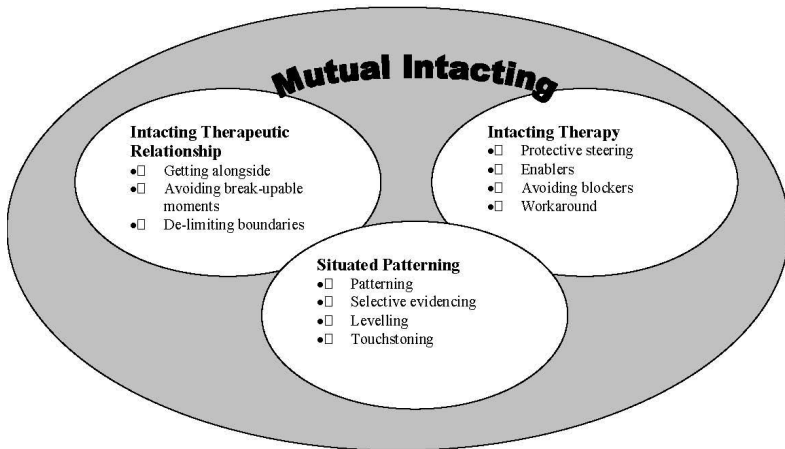 Mutual Intacting
Intacting Therapeutic
Relationship
•□ Getting alongside
•□ Avoiding break-upable
moments
•□ De-limiting boundaries
Intacting Therapy
•□ Protective steering
•□ Enablers
•□ Avoiding blockers
•□ Workaround
Situated Patterning
•□ Patterning
•□ Selective evidencing
•□ Levelling
•□ Touchstoning